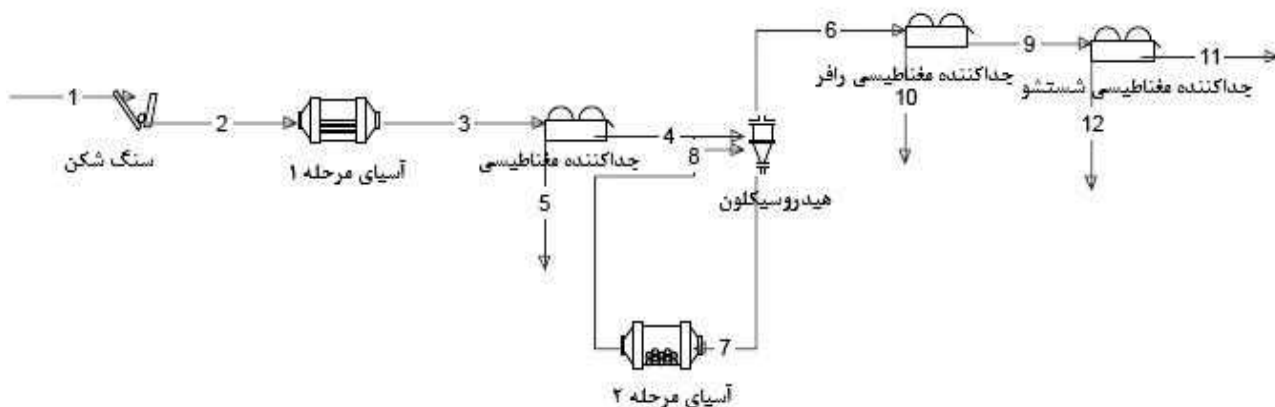 1
سنگ شکن
2
آسیای مرحله ۱
3
جداکننده مغناطیسی
4
5
8
هیدروسیکلون
7
آسیای مرحله ۲
6
جداکننده مغناطیسی رافر
10
9
جداکننده مغناطیسی شستشو
11
12